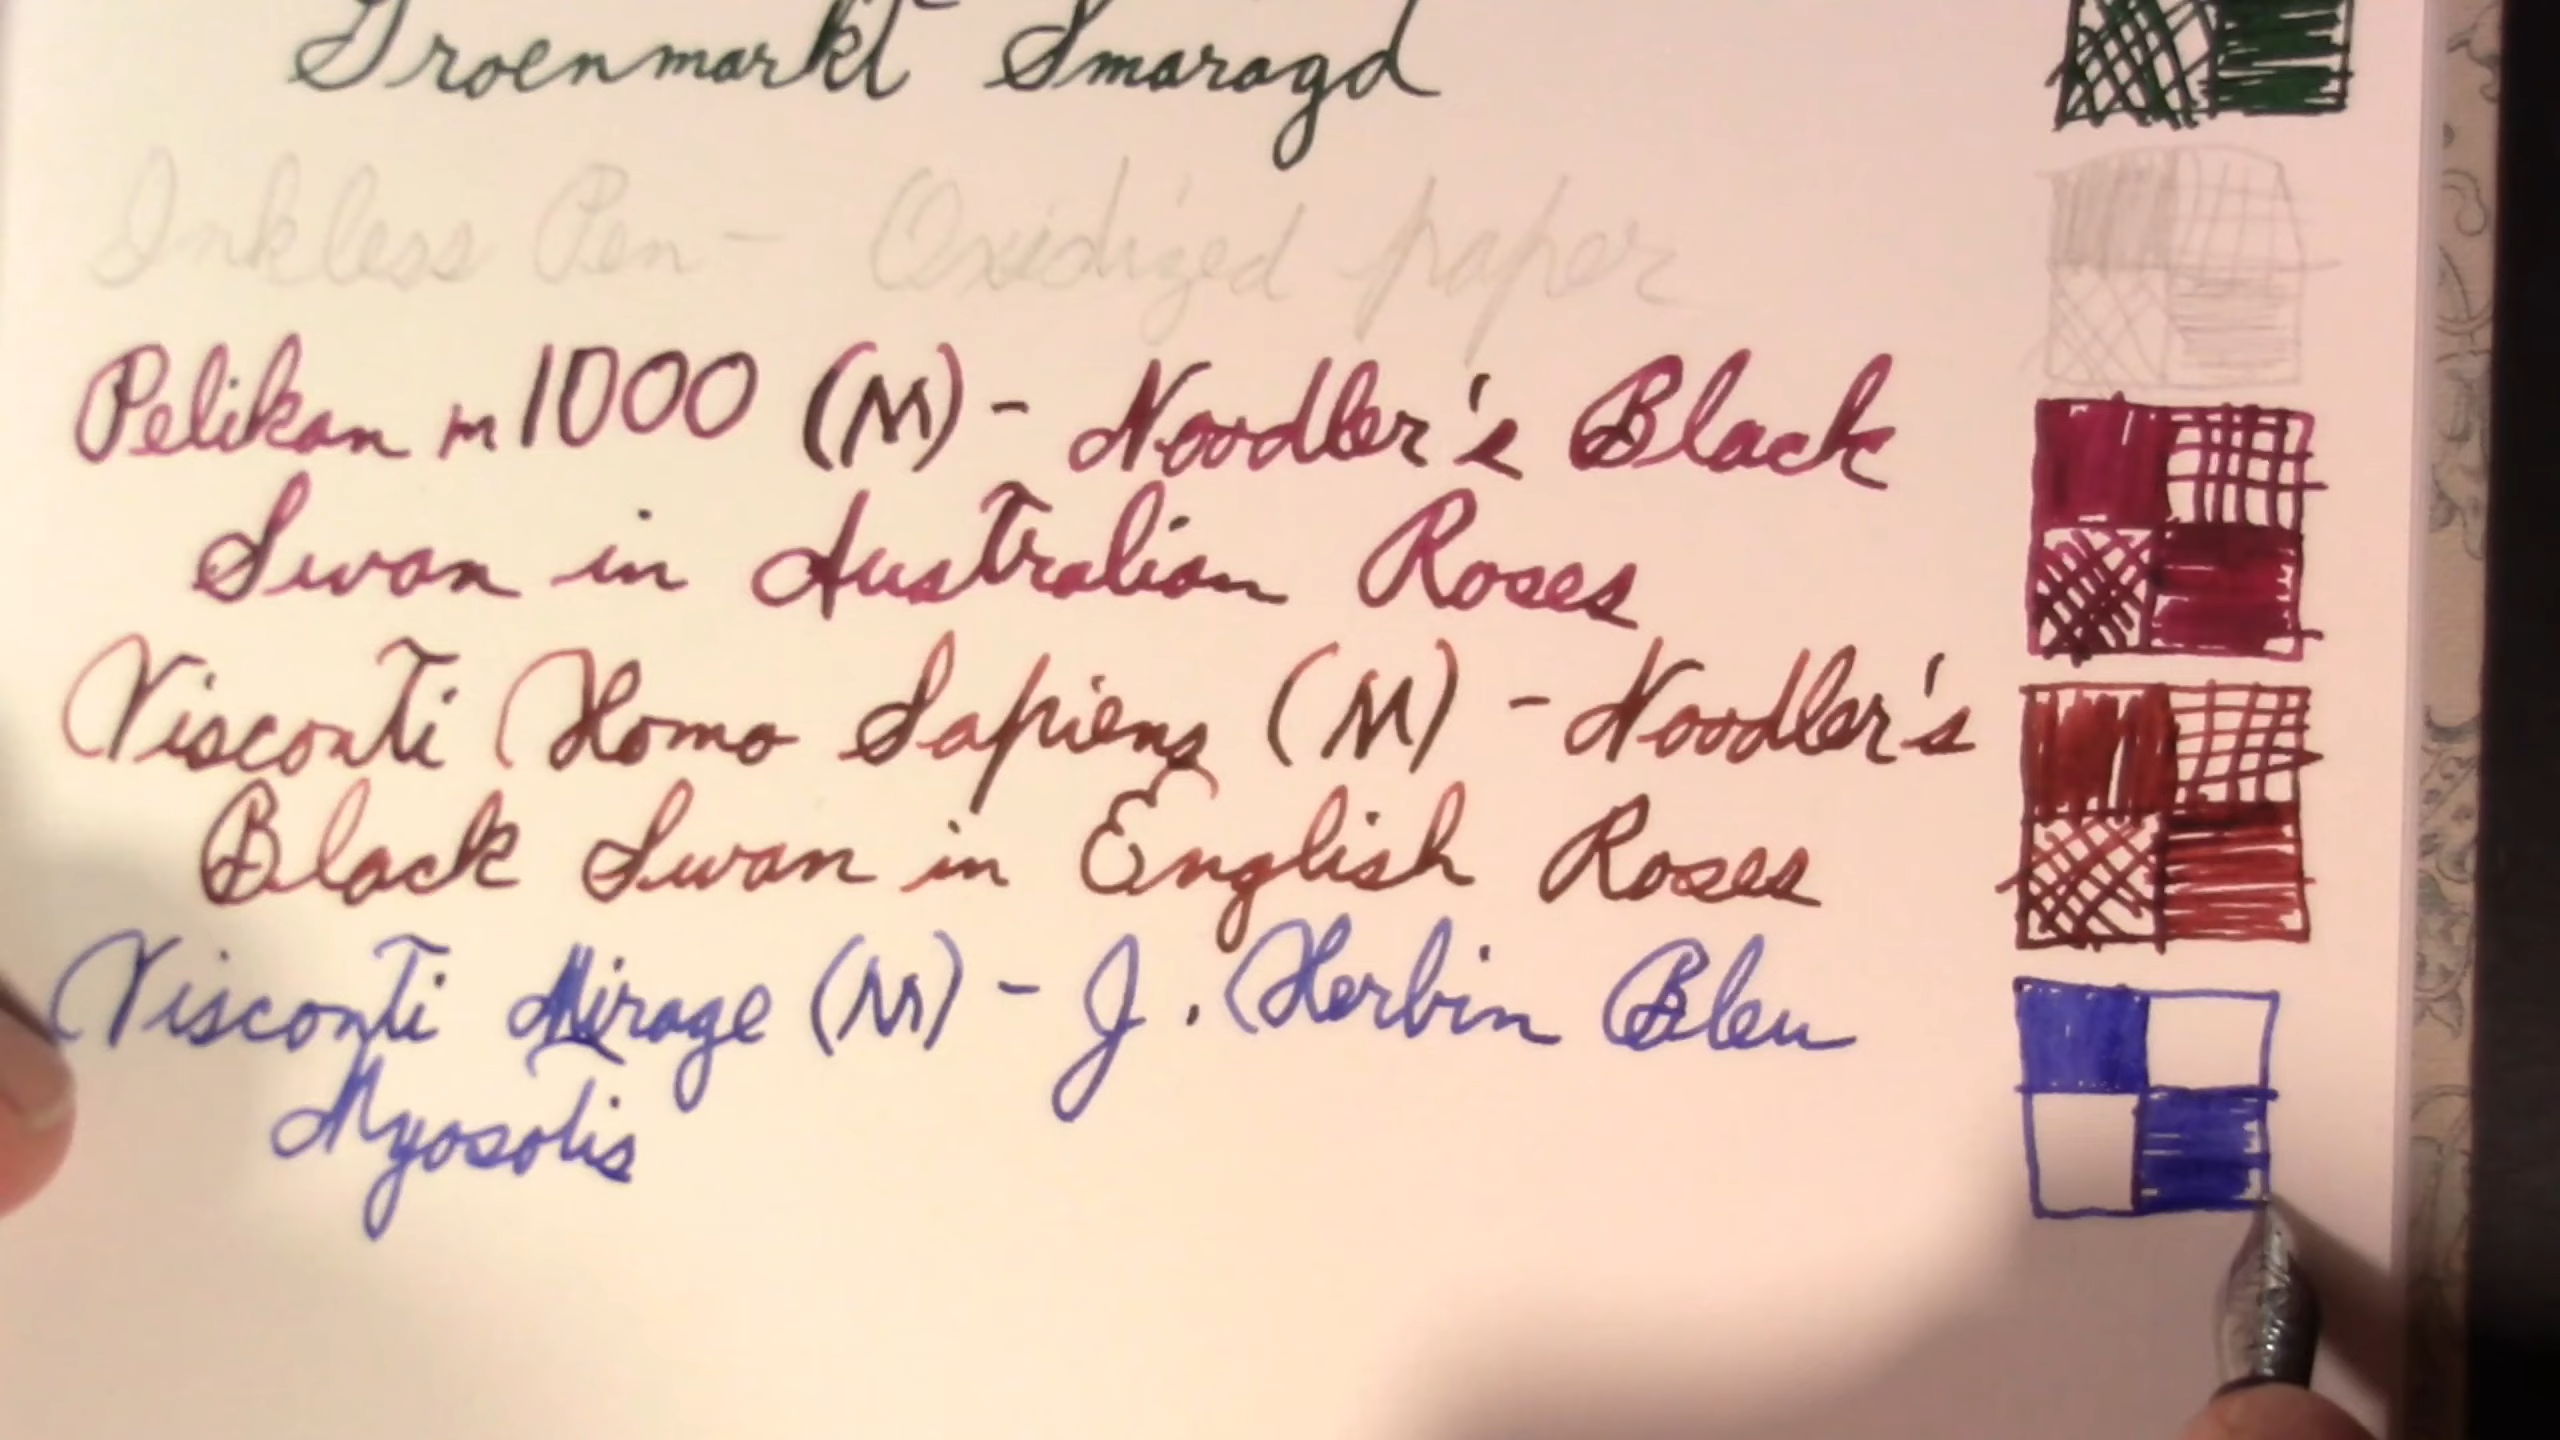 Groenmarkt Smaragd
Inkless Pen - Oxidized paper
Pelikan m1000 (M) - Noodler's Black
Swan in Australian Roses
Visconti Homo Sapiens (M) - Noodler's
Black Swan in English Roses
Visconti Mirage (M) - J. Herbin Bleu
Myosotis